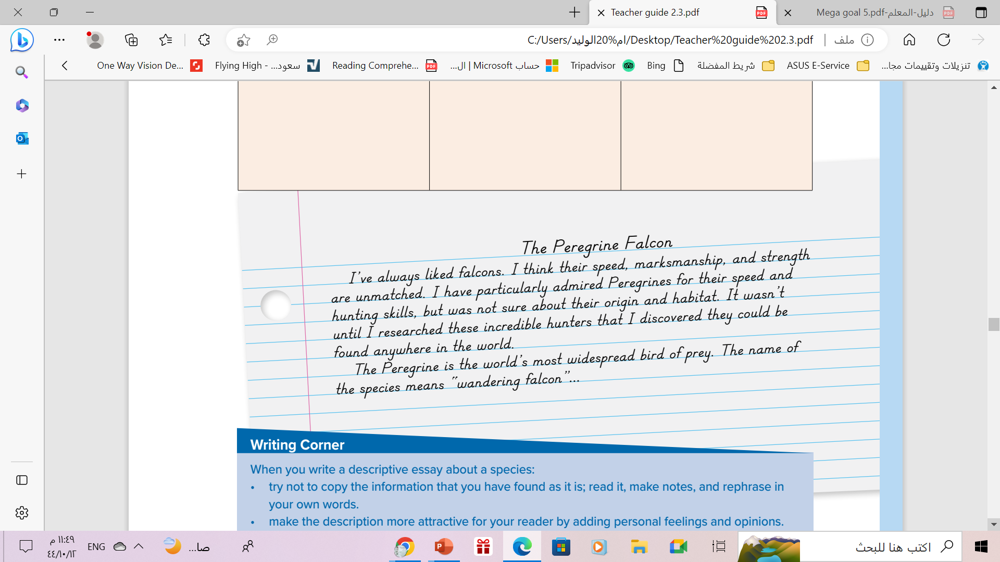 Teacher guide 2.3.pdf
Mega goal 5.pdf-دليل-المعلم
C:/Users/ام%20الوليد/Desktop/Teacher%20guide%202.3.pdf
ملف
One Way Vision De...
Flying High - سعود...
Reading Comprehe...
حساب Microsoft | ال...
Tripadvisor
Bing
شريط المفضلة
ASUS E-Service
تنزيلات وتقييمات مجا...
The Peregrine Falcon
I've always liked falcons. I think their speed, marksmanship, and strength
are unmatched. I have particularly admired Peregrines for their speed and
hunting skills, but was not sure about their origin and habitat. It wasn't
until I researched these incredible hunters that I discovered they could be
found anywhere in the world.
The Peregrine is the world's most widespread bird of prey. The name of
the species means "wandering falcon"...
Writing Corner
When you write a descriptive essay about a species:
• try not to copy the information that you have found as it is; read it, make notes, and rephrase in
your own words.
• make the description more attractive for your reader by adding personal feelings and opinions.
١١:٤٩ م
٤٤/١٠/١٢
ENG
صا...
اكتب هنا للبحث